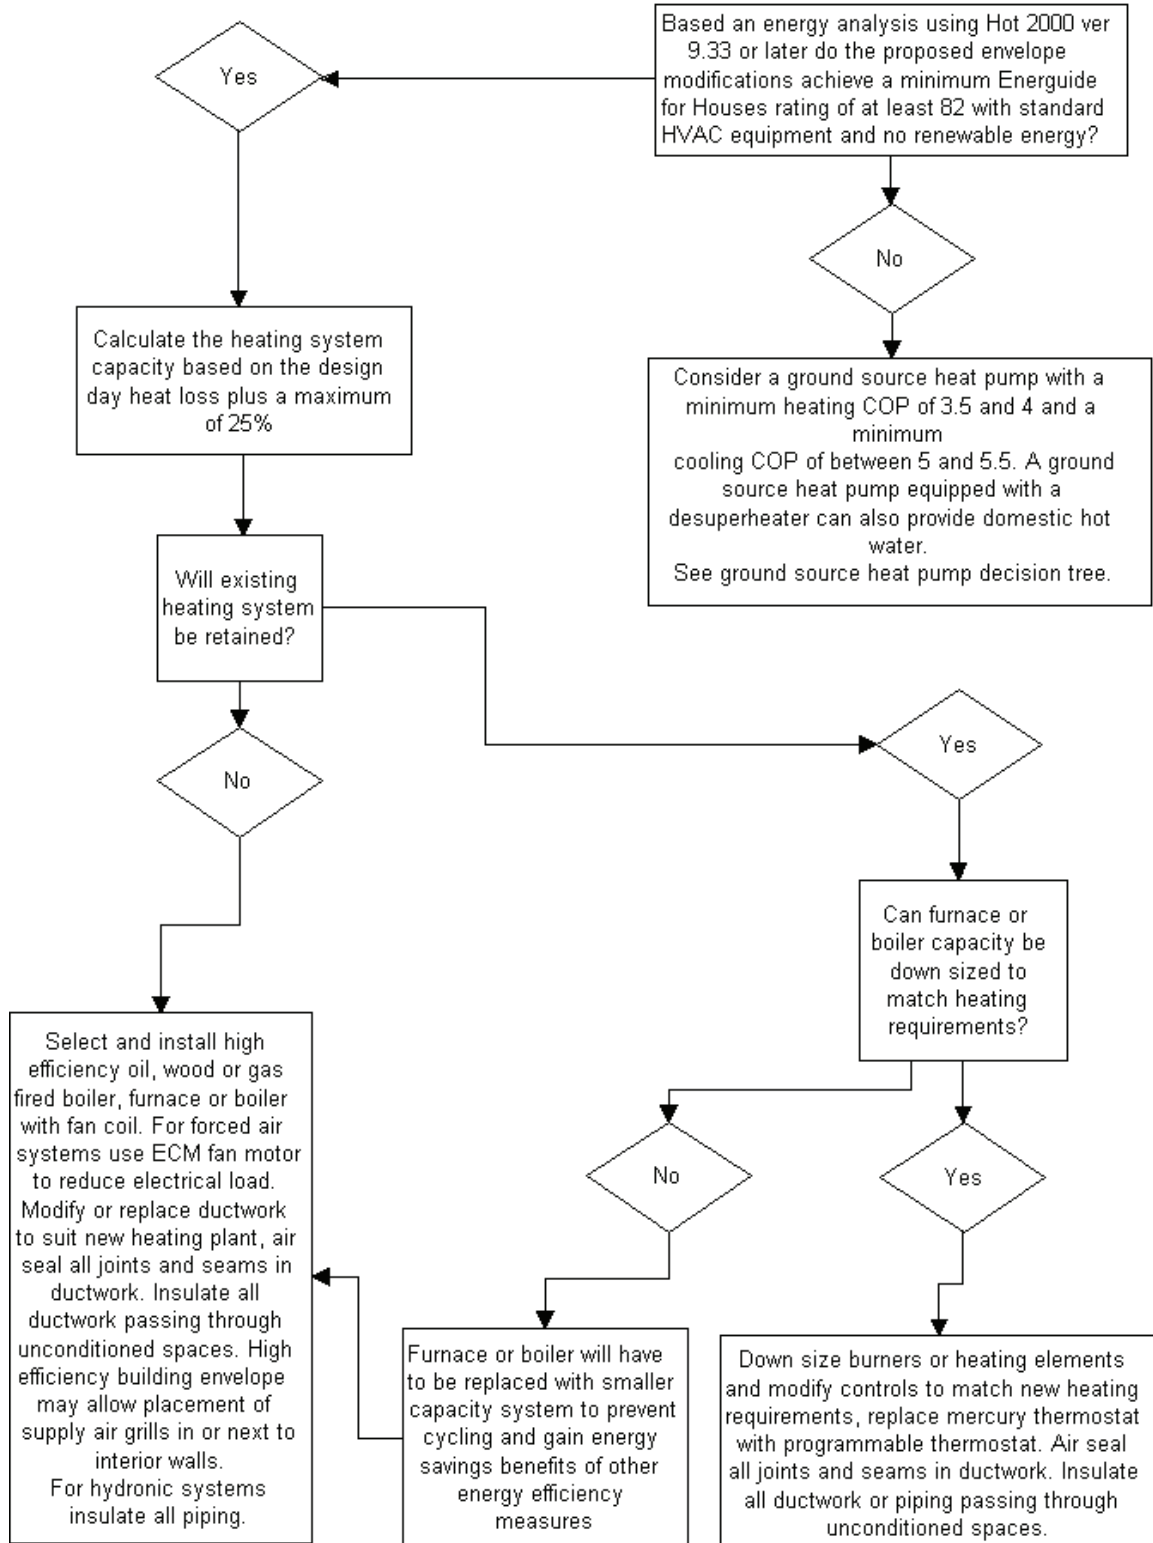 Based an energy analysis using Hot 2000 ver
9.33 or later do the proposed envelope
modifications achieve a minimum Energuide
for Houses rating of at least 82 with standard
HVAC equipment and no renewable energy?
Yes
No
Calculate the heating system
capacity based on the design
day heat loss plus a maximum
of 25%
Consider a ground source heat pump with a
minimum heating COP of 3.5 and 4 and a
minimum
cooling COP of between 5 and 5.5. A ground
source heat pump equipped with a
desuperheater can also provide domestic hot
water.
See ground source heat pump decision tree.
Will existing
heating system
be retained?
No
Yes
Can furnace or
boiler capacity be
down sized to
match heating
requirements?
No
Yes
Select and install high
efficiency oil, wood or gas
fired boiler, furnace or boiler
with fan coil. For forced air
systems use ECM fan motor
to reduce electrical load.
Modify or replace ductwork
to suit new heating plant, air
seal all joints and seams in
ductwork. Insulate all
ductwork passing through
unconditioned spaces. High
efficiency building envelope
may allow placement of
supply air grills in or next to
interior walls.
For hydronic systems
insulate all piping.
Furnace or boiler will have
to be replaced with smaller
capacity system to prevent
cycling and gain energy
savings benefits of other
energy efficiency
measures
Down size burners or heating elements
and modify controls to match new heating
requirements, replace mercury thermostat
with programmable thermostat. Air seal
all joints and seams in ductwork. Insulate
all ductwork or piping passing through
unconditioned spaces.